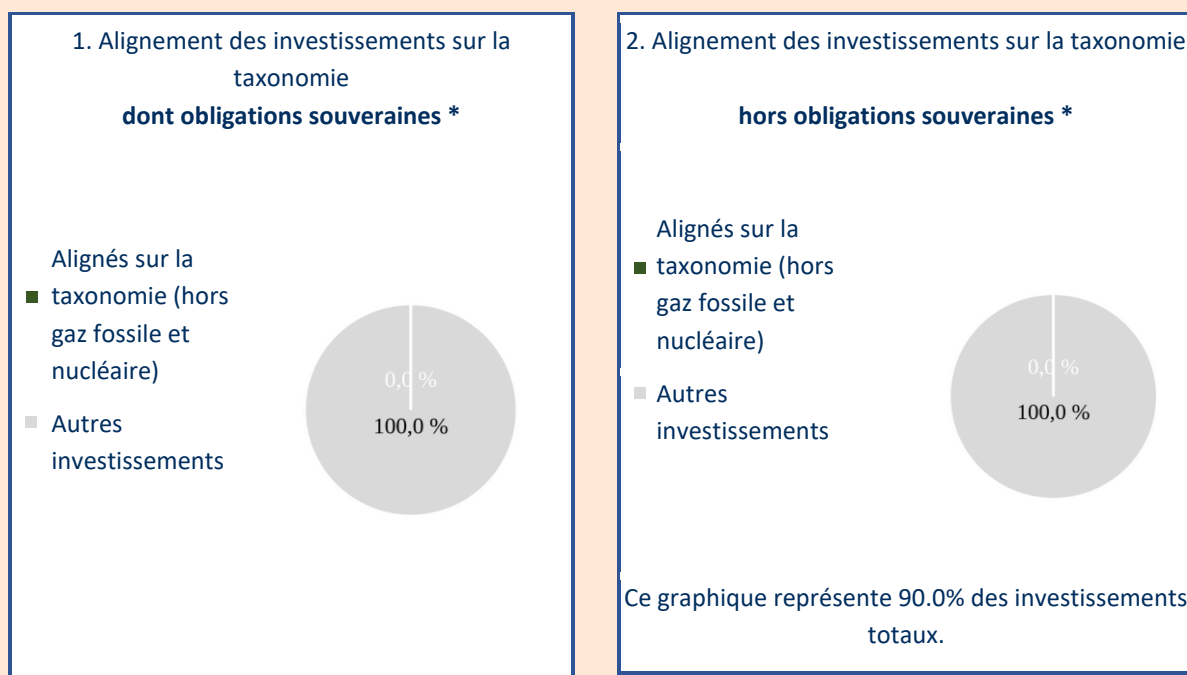 1. Alignement des investissements sur la
taxonomie
dont obligations souveraines *
Alignés sur la
taxonomie (hors
gaz fossile et
nucléaire)
Autres
investissements
0,0 %
100,0 %
2. Alignement des investissements sur la taxonomie
hors obligations souveraines *
Alignés sur la
taxonomie (hors
gaz fossile et
nucléaire)
Autres
investissements
0,0 %
100,0 %
Ce graphique représente 90.0% des investissements
totaux.